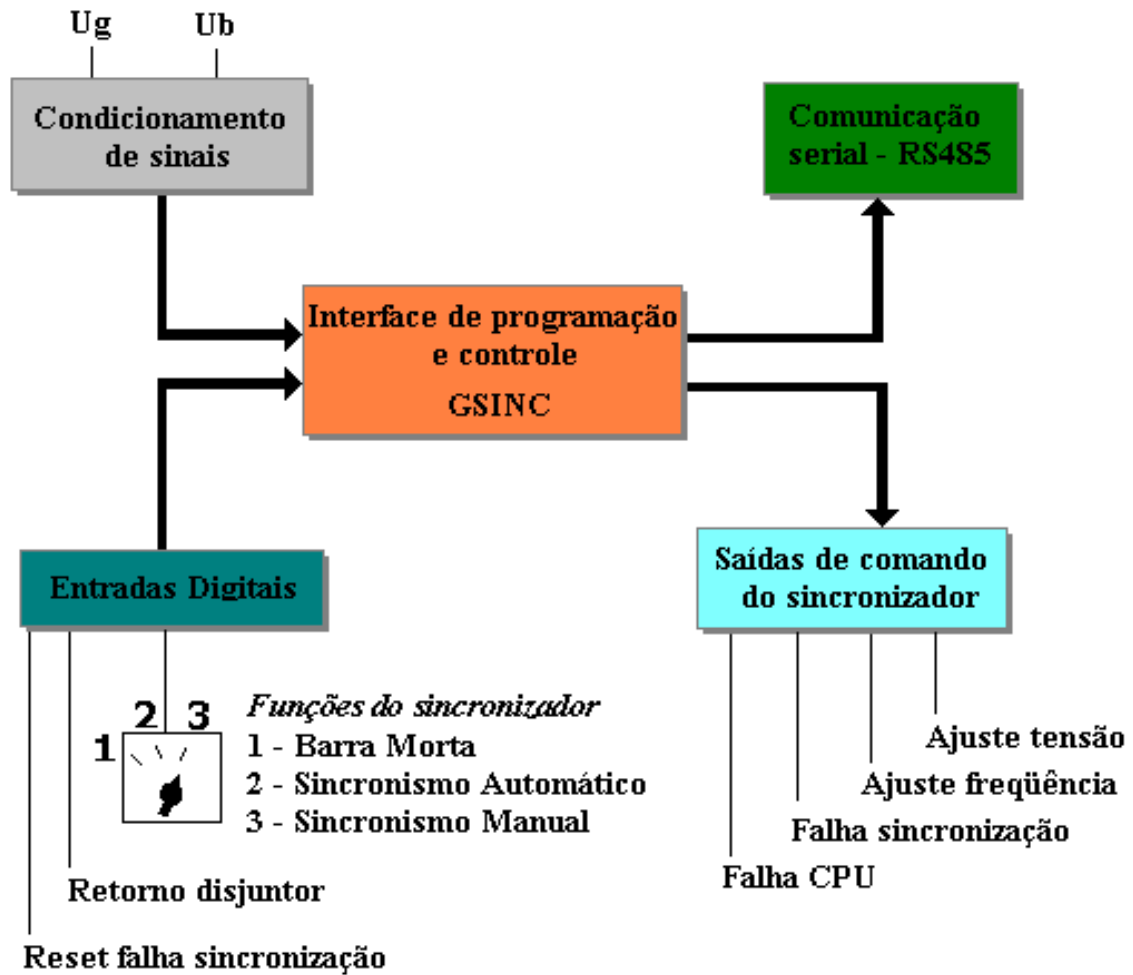 Ug
Ub
Condicionamento
de sinais
Comunicação
serial - RS485
Interface de programação
e controle
GSINC
Entradas Digitais
Saídas de comando
do sincronizador
1
2
3
Funções do sincronizador
1 - Barra Morta
2 - Sincronismo Automático
3 - Sincronismo Manual
Retorno disjuntor
Reset falha sincronização
Ajuste tensão
Ajuste freqüência
Falha sincronização
Falha CPU